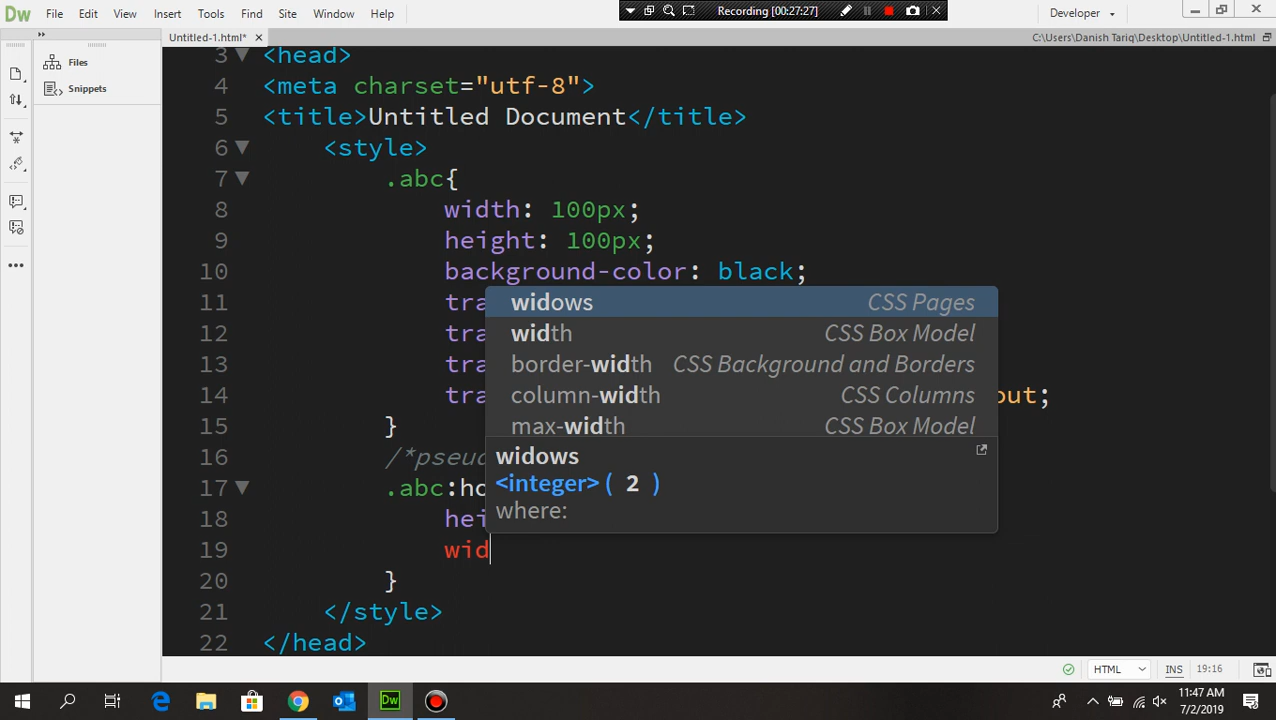 Dw File Edit View Insert Tools Find Site Window Help Recording [00:27:27] Developer
Untitled-1.html* C:\Users\Danish Tariq\Desktop\Untitled-1.html
Files
Snippets
3 <head>
4 <meta charset="utf-8">
5 <title>Untitled Document</title>
6 <style>
7 .abc{
8 width: 100px;
9 height: 100px;
10 background-color: black;
11 tra
12 tra
13 tra
14 tra out;
15 }
16 /*pseud
17 .abc:ho
18 hei
19 wid
20 }
21 </style>
22 </head>
widows CSS Pages
width CSS Box Model
border-width CSS Background and Borders
column-width CSS Columns
max-width CSS Box Model
widows
<integer> ( 2 )
where:
HTML INS 19:16
Dw 11:47 AM
7/2/2019